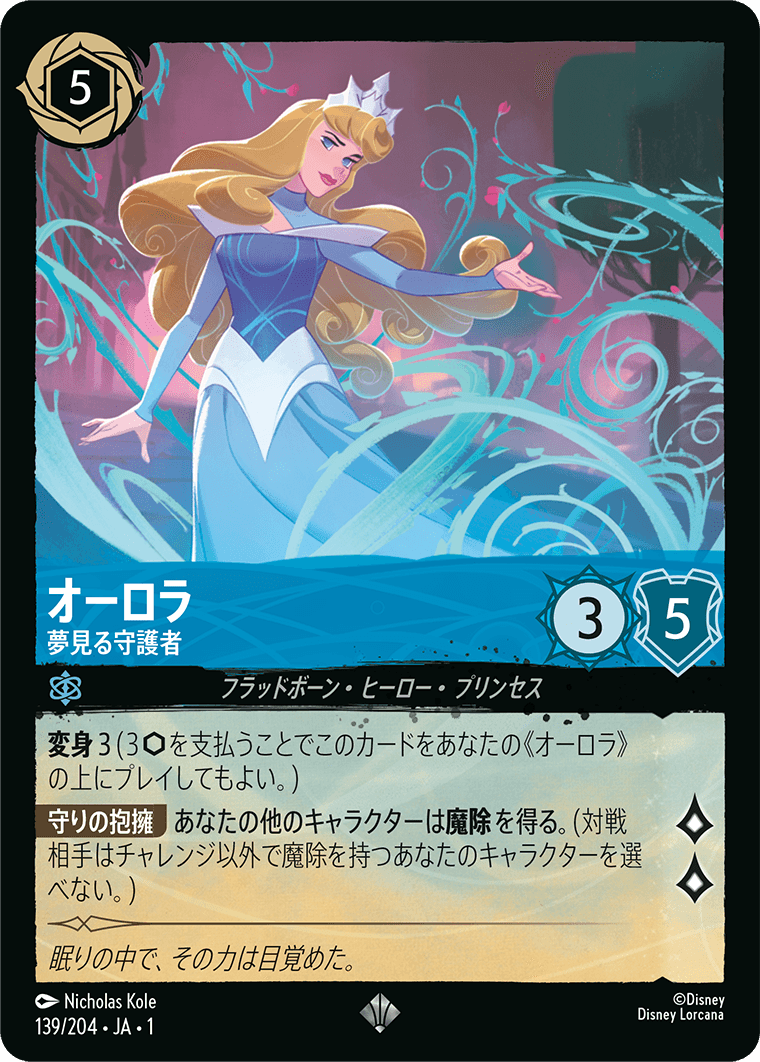 5
オーロラ
夢見る守護者
3
5
フラッドボーン・ヒーロー・プリンセス
変身 3 (3⬡を支払うことでこのカードをあなたの《オーロラ》
の上にプレイしてもよい。)
守りの抱擁 あなたの他のキャラクターは魔除を得る。(対戦
相手はチャレンジ以外で魔除を持つあなたのキャラクターを選
べない。)
眠りの中で、その力は目覚めた。
Nicholas Kole
©Disney
139/204・JA・1
Disney Lorcana